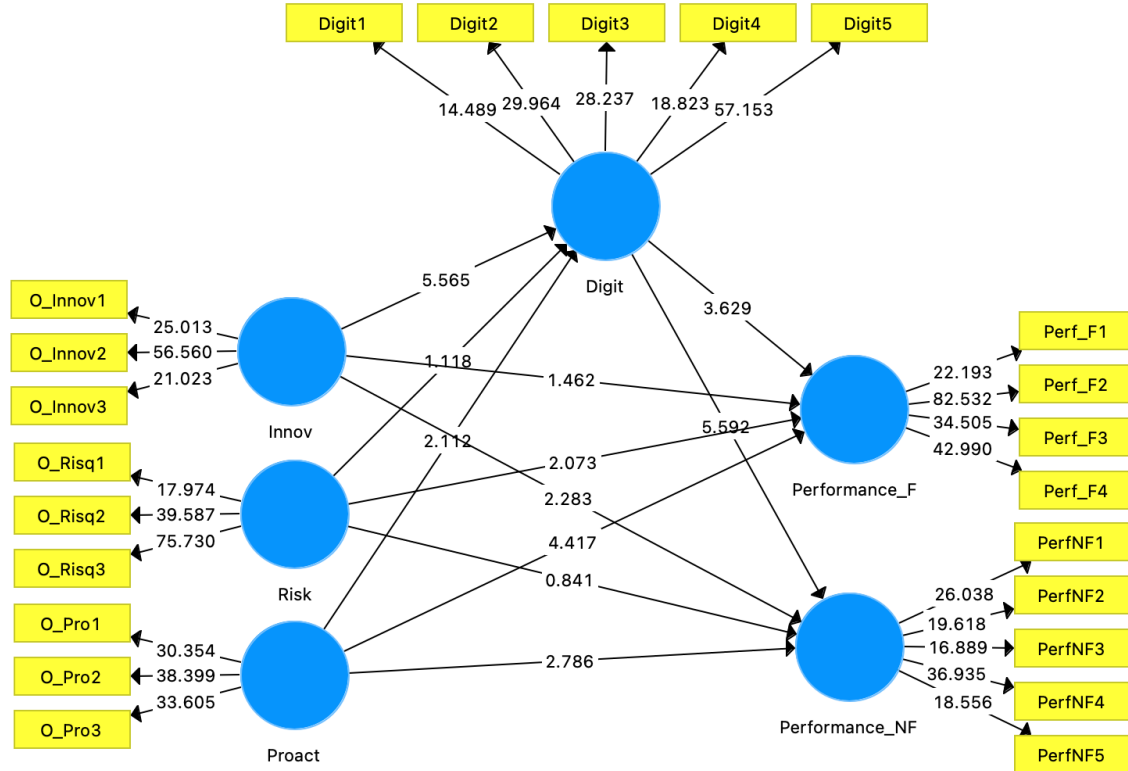 Digit1
Digit2
Digit3
Digit4
Digit5
14.489
29.964
28.237
18.823
57.153
Digit
O_Innov1
O_Innov2
O_Innov3
25.013
56.560
21.023
Innov
5.565
1.118
2.112
3.629
1.462
5.592
2.073
2.283
4.417
0.841
2.786
O_Risq1
O_Risq2
O_Risq3
17.974
39.587
75.730
Risk
O_Pro1
O_Pro2
O_Pro3
30.354
38.399
33.605
Proact
Perf_F1
Perf_F2
Perf_F3
Perf_F4
22.193
82.532
34.505
42.990
Performance_F
PerfNF1
PerfNF2
PerfNF3
PerfNF4
PerfNF5
26.038
19.618
16.889
36.935
18.556
Performance_NF